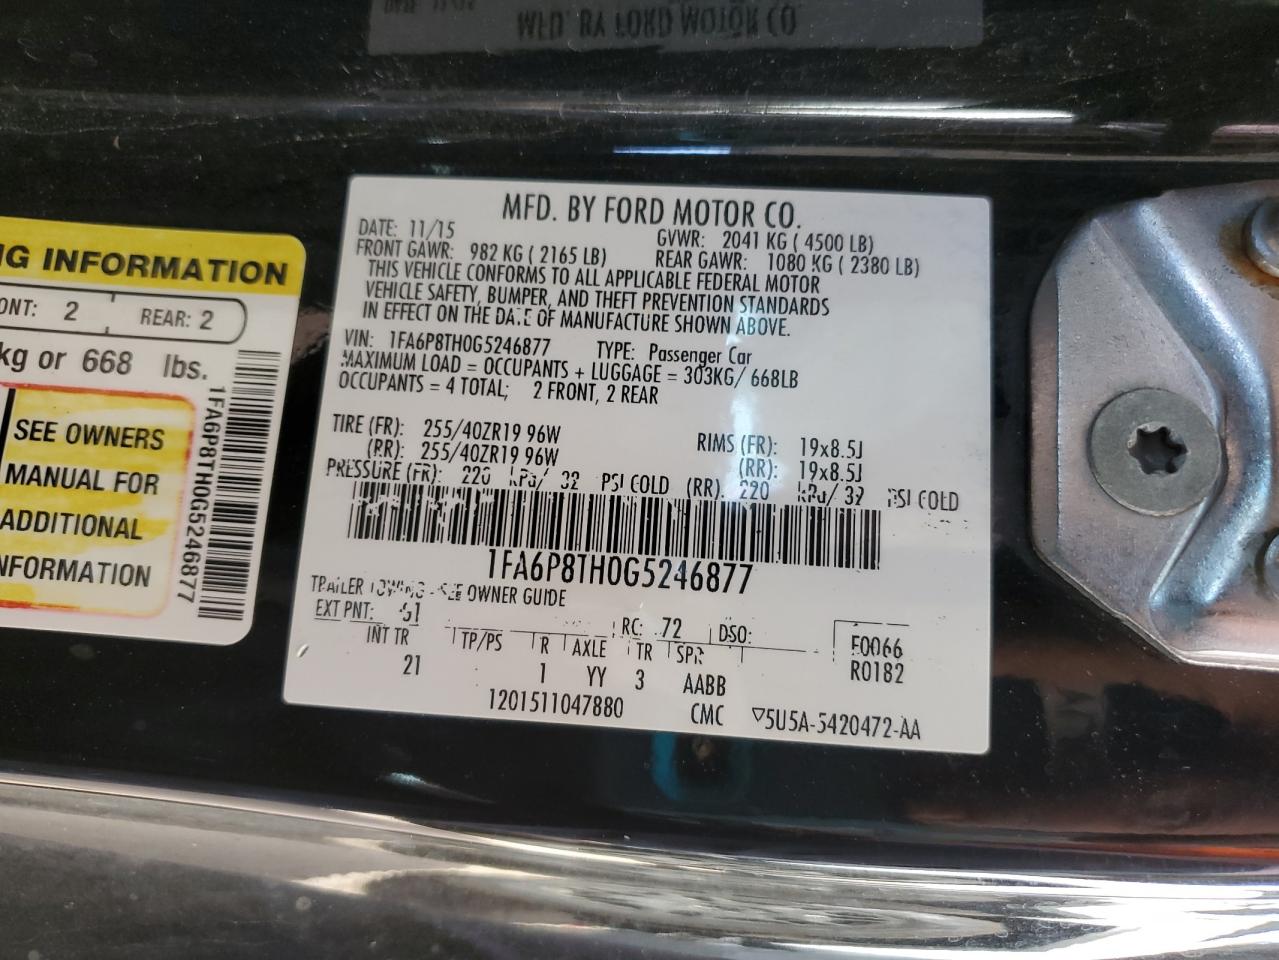 MFD. BY FORD MOTOR CO.
NG INFORMATION
ONT: 2 REAR: 2
kg or 668 lbs.
SEE OWNERS
MANUAL FOR
ADDITIONAL
INFORMATION
1FA6P8TH0G5246877
MFD. BY FORD MOTOR CO.
DATE: 11/15 GVWR: 2041 KG ( 4500 LB)
FRONT GAWR: 982 KG ( 2165 LB) REAR GAWR: 1080 KG ( 2380 LB)
THIS VEHICLE CONFORMS TO ALL APPLICABLE FEDERAL MOTOR
VEHICLE SAFETY, BUMPER, AND THEFT PREVENTION STANDARDS
IN EFFECT ON THE DATE OF MANUFACTURE SHOWN ABOVE.
VIN: 1FA6P8TH0G5246877 TYPE: Passenger Car
MAXIMUM LOAD = OCCUPANTS + LUGGAGE = 303KG/ 668LB
OCCUPANTS = 4 TOTAL; 2 FRONT, 2 REAR
TIRE (FR): 255/40ZR19 96W RIMS (FR): 19x8.5J
(RR): 255/40ZR19 96W (RR): 19x8.5J
PRESSURE (FR): 220 kPa/ 32 PSI COLD (RR): 220 kPa/ 32 PSI COLD
1FA6P8TH0G5246877
TRAILER TOWING - SEE OWNER GUIDE
EXT PNT: RC: 72 DSO: F0066
INT TR TP/PS R AXLE TR SPR R0182
21 1 YY 3 AABB
1201511047880 CMC ▽5U5A-5420472-AA